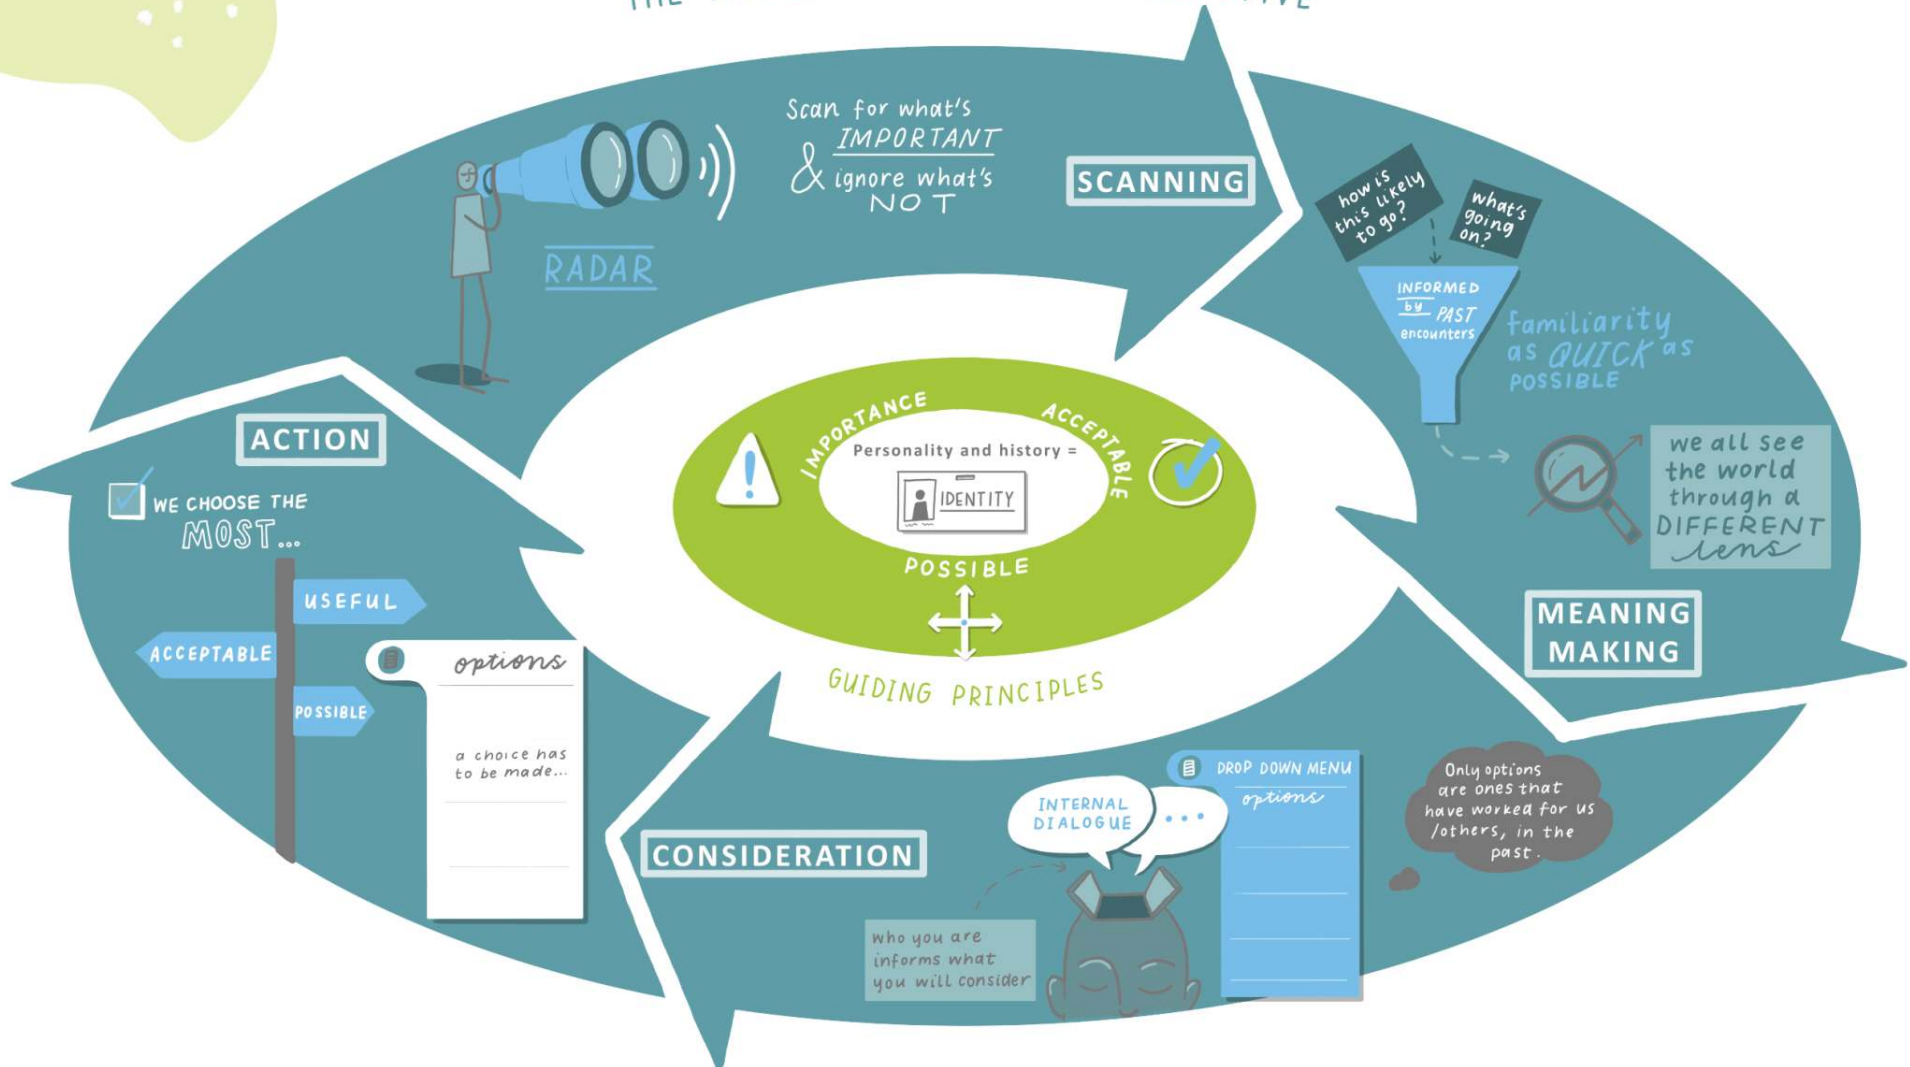 THE
Scan for what's
IMPORTANT
& ignore what's
NOT
RADAR
SCANNING
how is
this likely
to go?
what's
going
on?
INFORMED
by PAST
encounters
familiarity
as QUICK as
POSSIBLE
we all see
the world
through a
DIFFERENT
lens
MEANING
MAKING
Only options
are ones that
have worked for us
/others, in the
past.
DROP DOWN MENU
options
INTERNAL
DIALOGUE
...
who you are
informs what
you will consider
CONSIDERATION
ACTION
WE CHOOSE THE
MOST...
USEFUL
ACCEPTABLE
POSSIBLE
options
a choice has
to be made...
IMPORTANCE
ACCEPTABLE
Personality and history =
IDENTITY
POSSIBLE
GUIDING PRINCIPLES